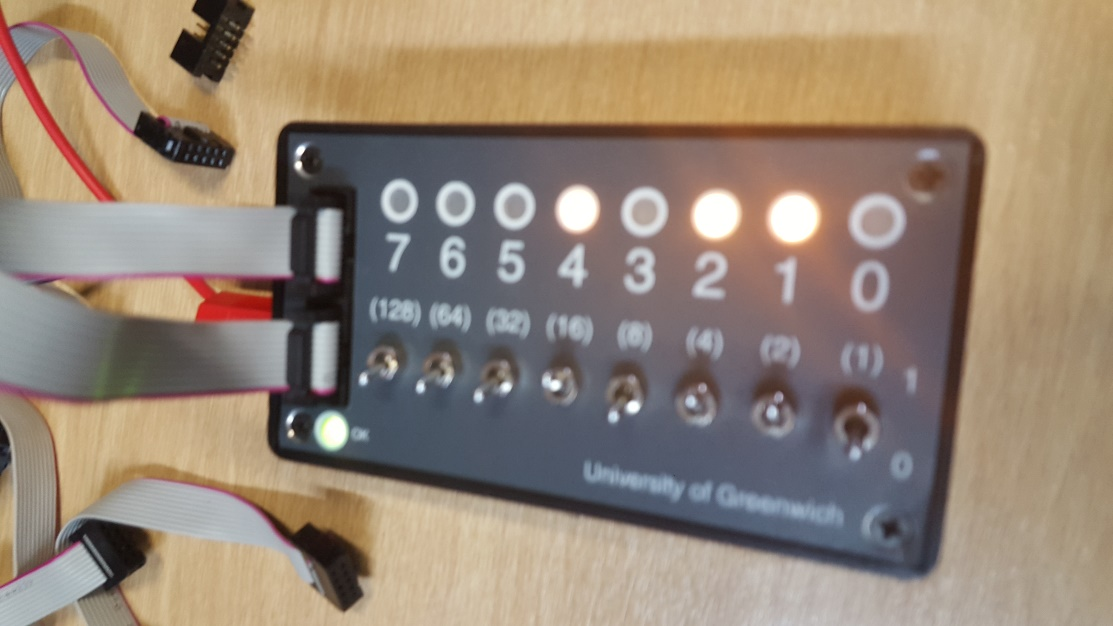 7 6 5 4 3 2 1 0
(128) (64) (32) (16) (8) (4) (2) (1)
1
0
OK
University of Greenwich